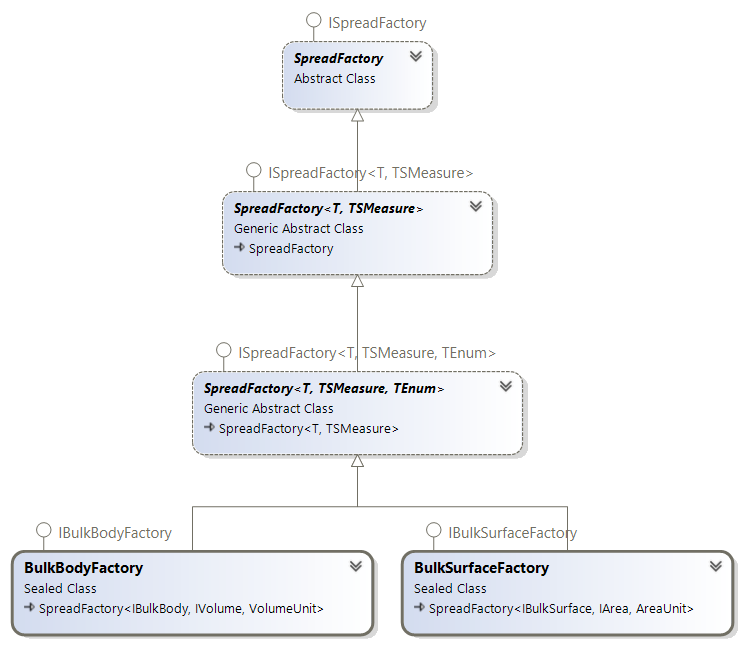 ISpreadFactory
SpreadFactory
Abstract Class
ISpreadFactory<T, TSMeasure>
SpreadFactory<T, TSMeasure>
Generic Abstract Class
SpreadFactory
ISpreadFactory<T, TSMeasure, TEnum>
SpreadFactory<T, TSMeasure, TEnum>
Generic Abstract Class
SpreadFactory<T, TSMeasure>
IBulkBodyFactory
BulkBodyFactory
Sealed Class
SpreadFactory<IBulkBody, IVolume, VolumeUnit>
IBulkSurfaceFactory
BulkSurfaceFactory
Sealed Class
SpreadFactory<IBulkSurface, IArea, AreaUnit>